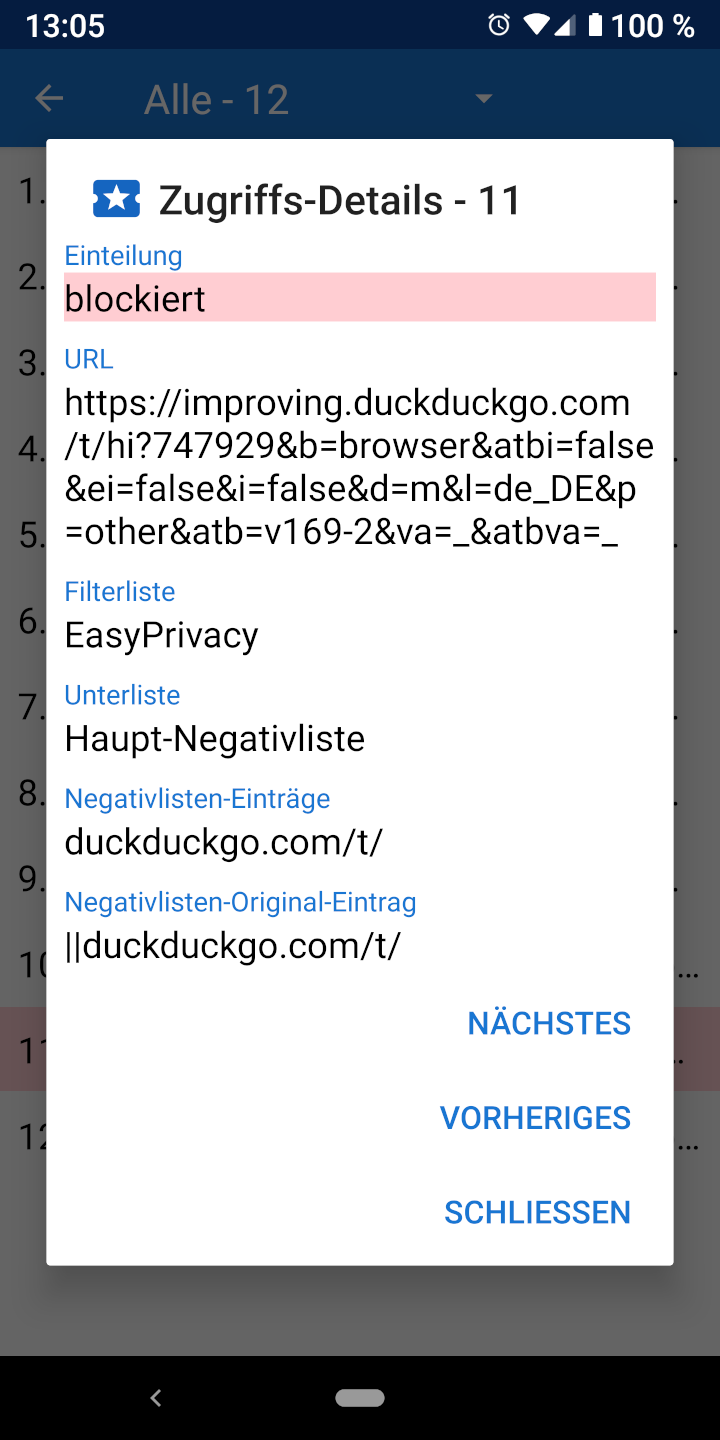 13:05
100 %
Alle - 12
Zugriffs-Details - 11
Einteilung
blockiert
URL
https://improving.duckduckgo.com
/t/hi?747929&b=browser&atbi=false
&ei=false&i=false&d=m&l=de_DE&p
=other&atb=v169-2&va=_&atbva=_
Filterliste
EasyPrivacy
Unterliste
Haupt-Negativliste
Negativlisten-Einträge
duckduckgo.com/t/
Negativlisten-Original-Eintrag
||duckduckgo.com/t/
NÄCHSTES
VORHERIGES
SCHLIESSEN
1.
2.
3.
4.
5.
6.
7.
8.
9.
10
11
12